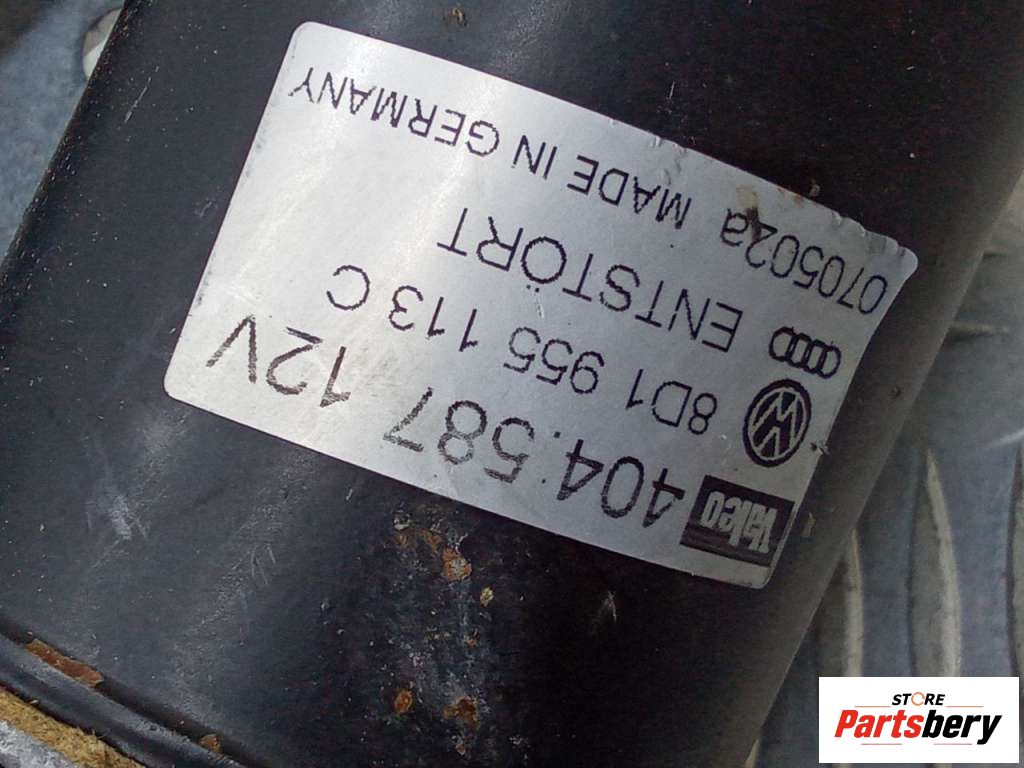 Valeo 404.587 12V
8D1 955 113 C
ENTSTÖRT
070502a MADE IN GERMANY
STORE
Partsbery